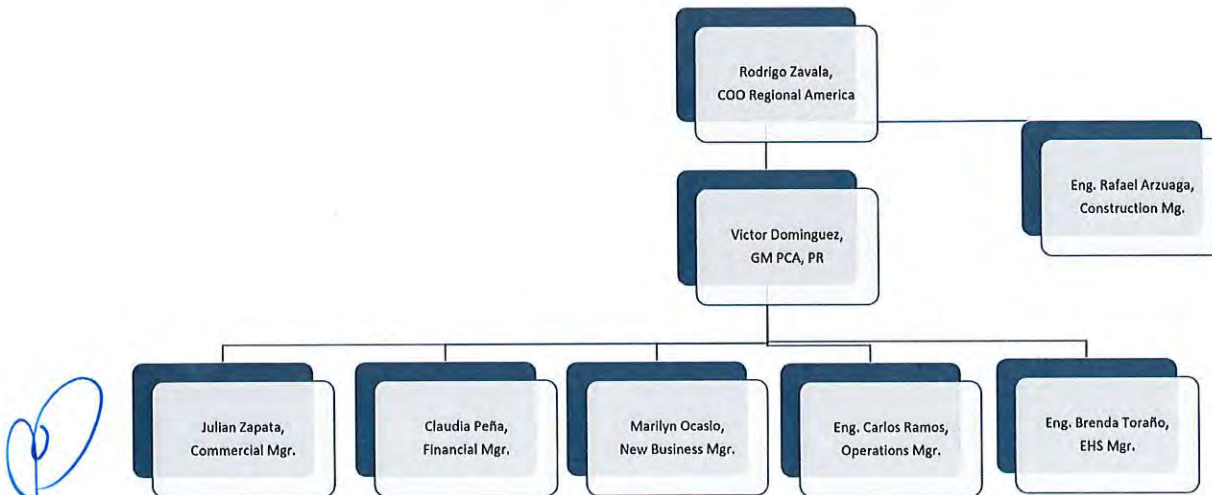 Rodrigo Zavala,
COO Regional America
Eng. Rafael Arzuaga,
Construction Mg.
Victor Dominguez,
GM PCA, PR
Julian Zapata,
Commercial Mgr.
Claudia Peña,
Financial Mgr.
Marilyn Ocasio,
New Business Mgr.
Eng. Carlos Ramos,
Operations Mgr.
Eng. Brenda Toraño,
EHS Mgr.